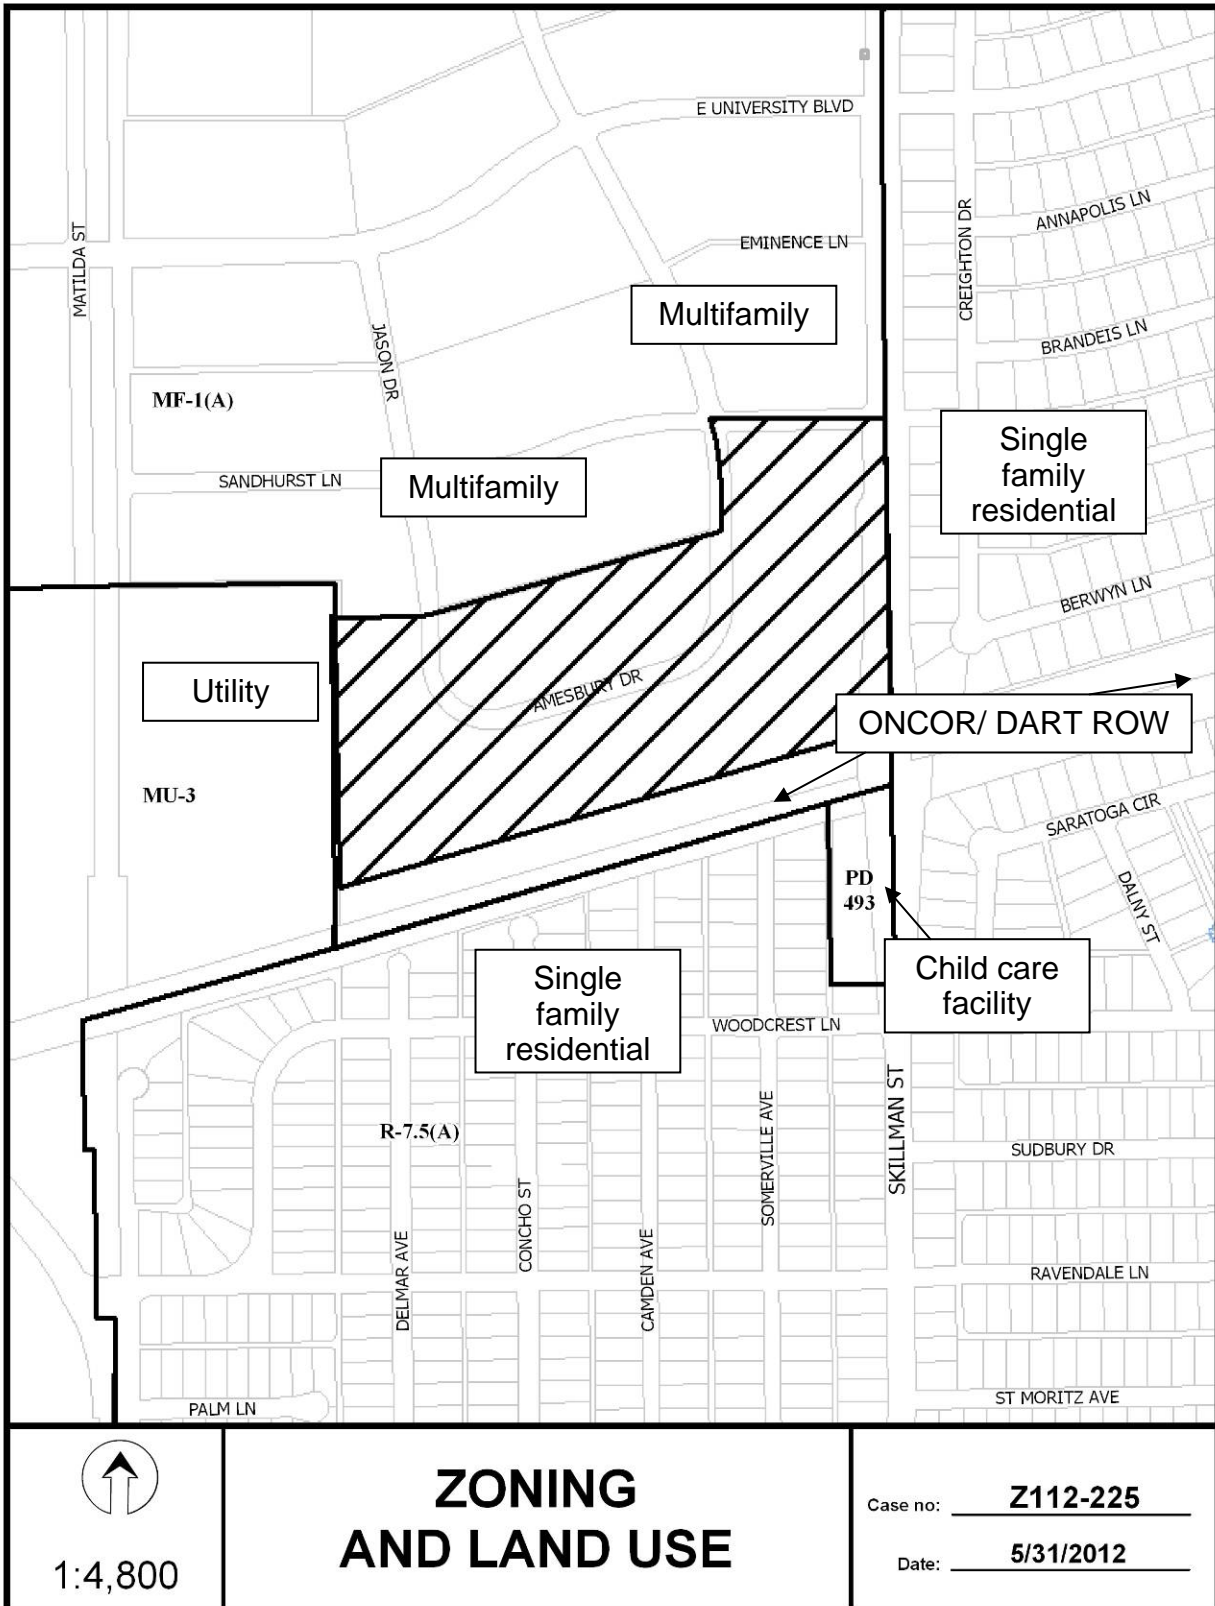 E UNIVERSITY BLVD
ANNAPOLIS LN
CREIGHTON DR
EMINENCE LN
MATILDA ST
Multifamily
BRANDEIS LN
JASON DR
MF-1(A)
Single
family
residential
SANDHURST LN
Multifamily
BERWYN LN
Utility
AMESBURY DR
ONCOR/ DART ROW
MU-3
SARATOGA CIR
PD
493
DALNY ST
Child care
facility
Single
family
residential
WOODCREST LN
SKILLMAN ST
R-7.5(A)
SOMERVILLE AVE
SUDBURY DR
CONCHO ST
DELMAR AVE
CAMDEN AVE
RAVENDALE LN
PALM LN
ST MORITZ AVE
1:4,800
ZONING
AND LAND USE
Case no: Z112-225
Date: 5/31/2012